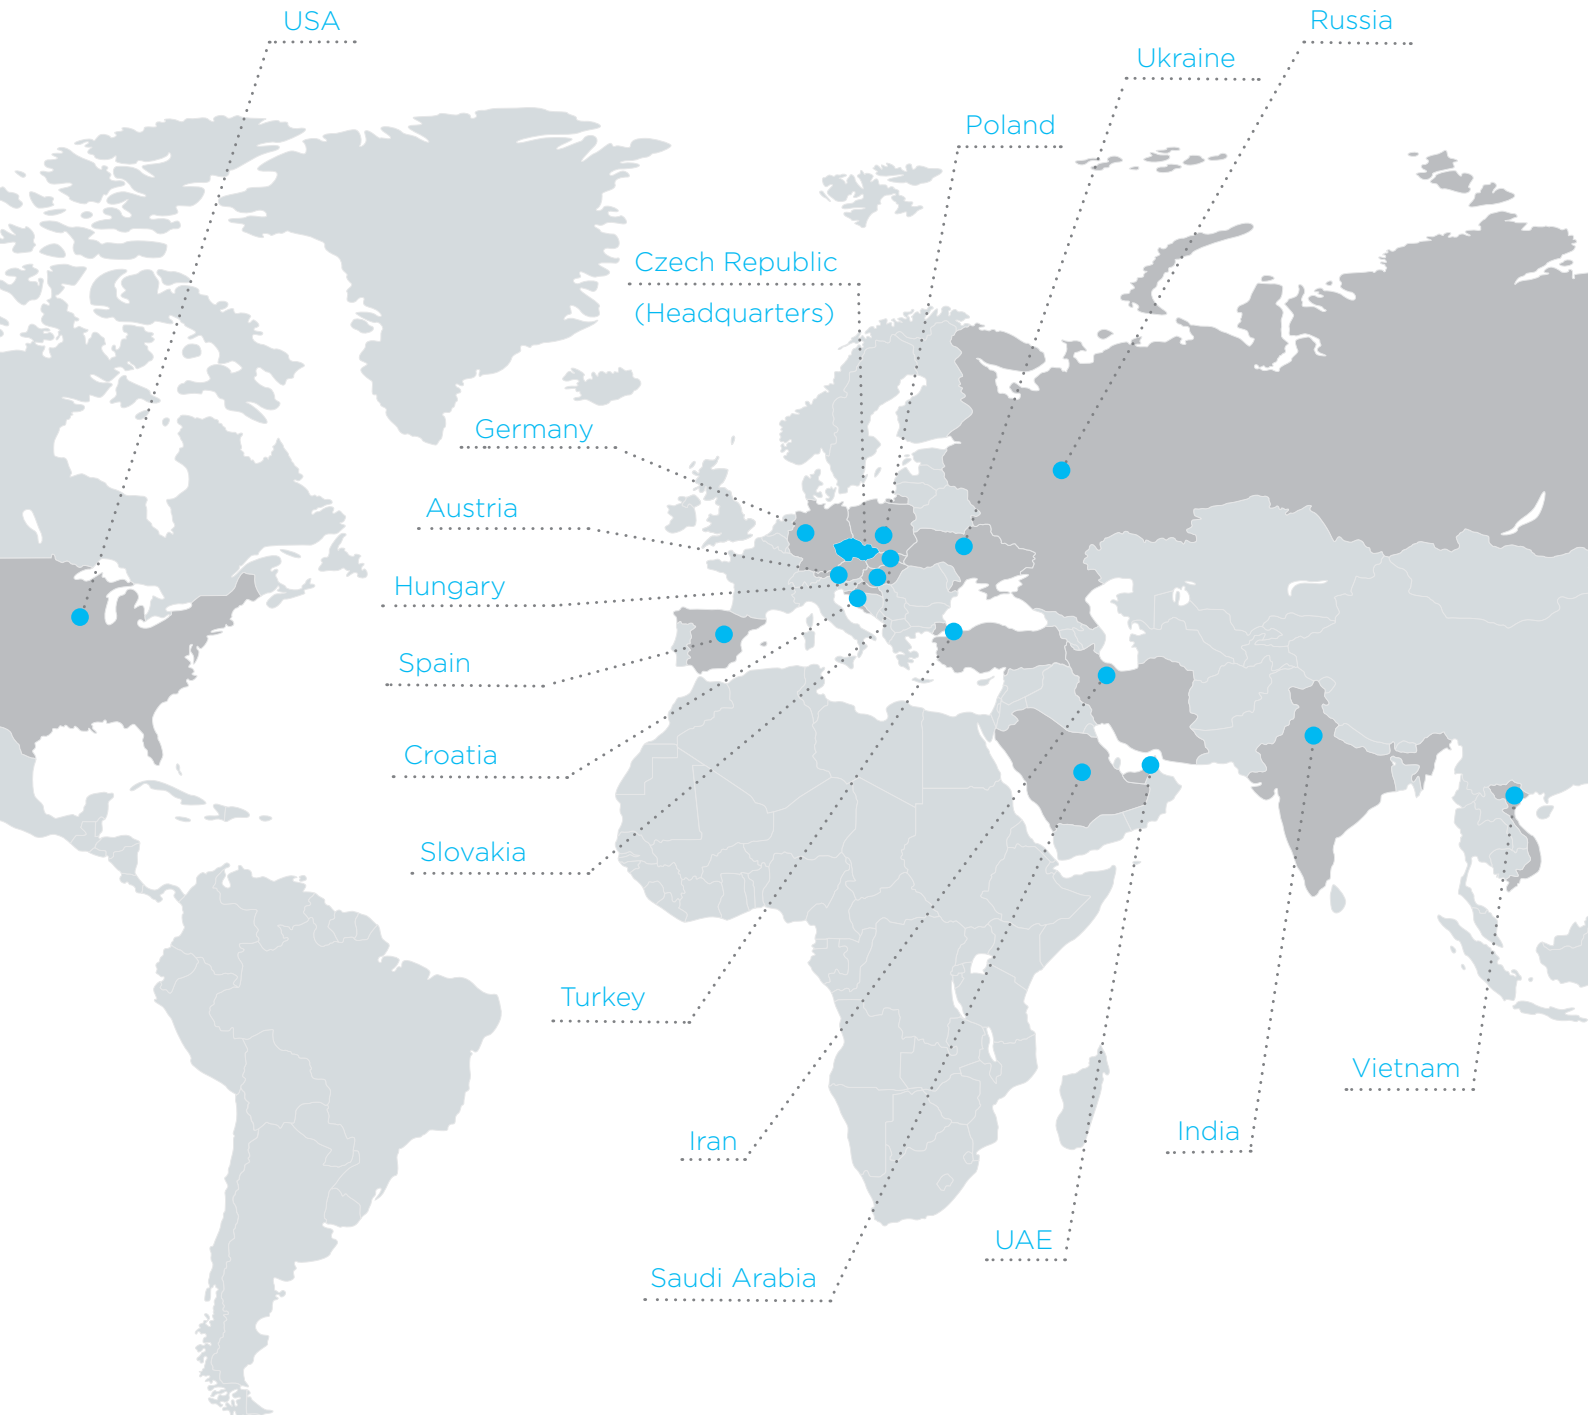 USA
Russia
Ukraine
Poland
Czech Republic
(Headquarters)
Germany
Austria
Hungary
Spain
Croatia
Slovakia
Turkey
Vietnam
Iran
India
UAE
Saudi Arabia